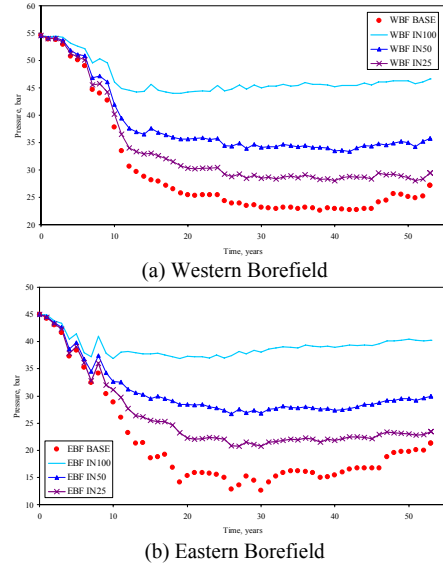 60
55
50
45
40
35
30
25
20
Pressure, bar
WBF BASE
WBF IN100
WBF IN50
WBF IN25
0 10 20 30 40 50
Time, years
(a) Western Borefield
50
45
40
35
30
25
20
15
10
Pressure, bar
EBF BASE
EBF IN100
EBF IN50
EBF IN25
0 10 20 30 40 50
Time, years
(b) Eastern Borefield